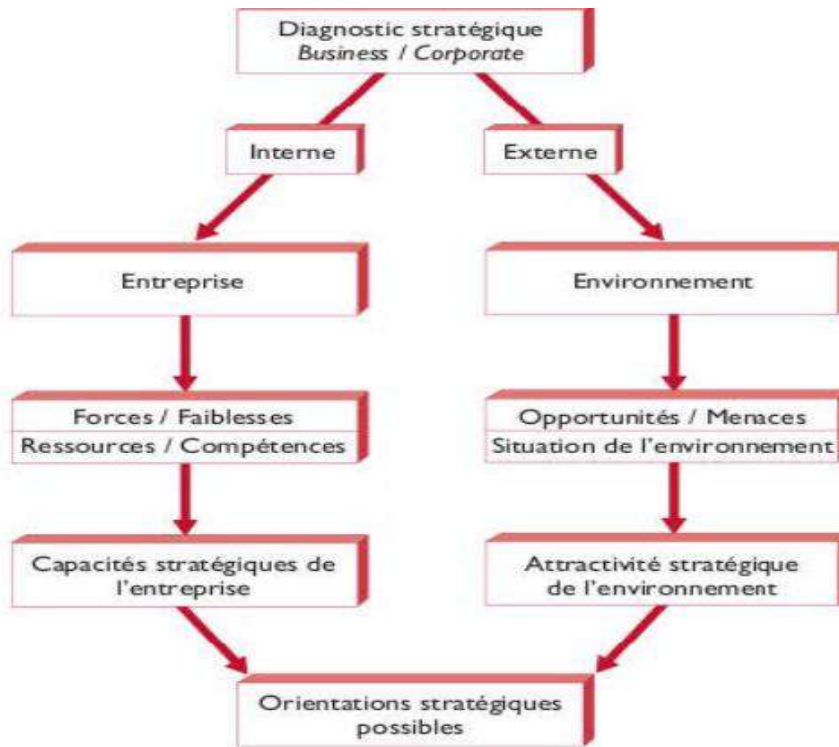 Diagnostic stratégique
Business / Corporate
Interne
Externe
Entreprise
Environnement
Forces / Faiblesses
Ressources / Compétences
Opportunités / Menaces
Situation de l'environnement
Capacités stratégiques de
l'entreprise
Attractivité stratégique
de l'environnement
Orientations stratégiques
possibles